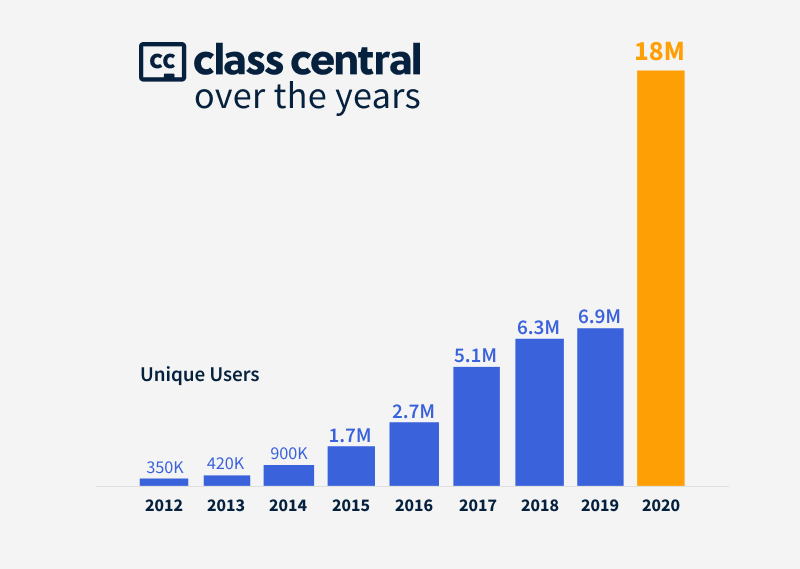 cc class central
over the years
Unique Users
350K
420K
900K
1.7M
2.7M
5.1M
6.3M
6.9M
18M
2012 2013 2014 2015 2016 2017 2018 2019 2020